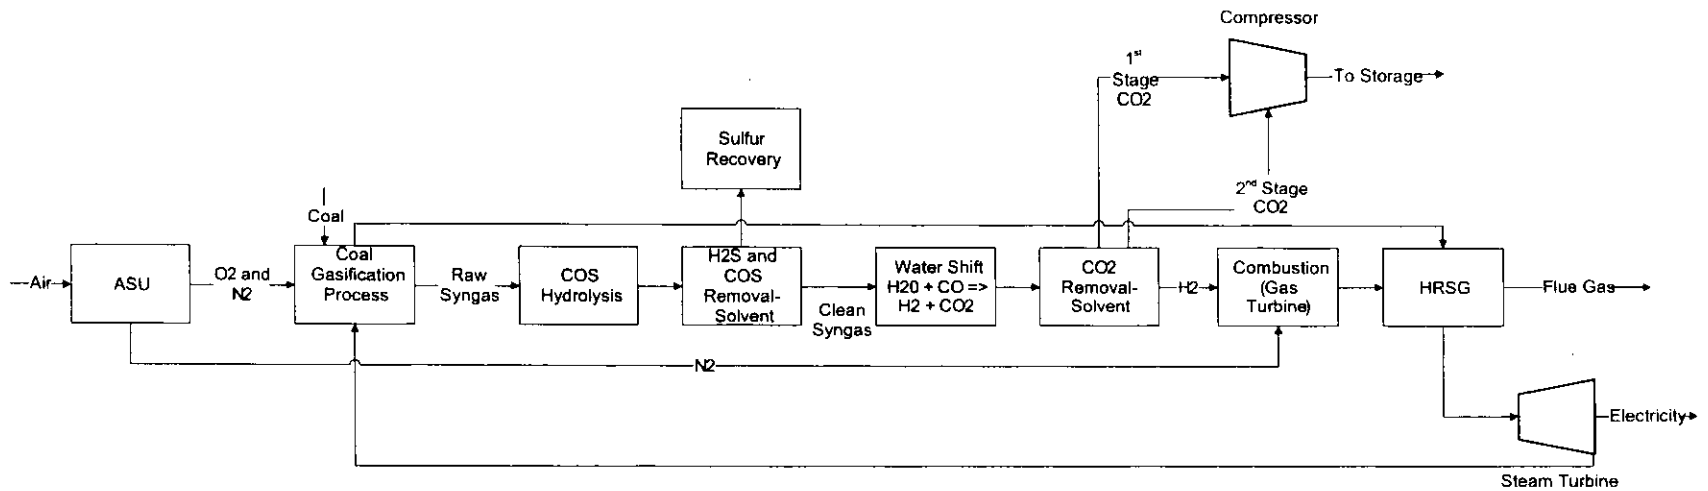 Compressor
1st
Stage
CO2
To Storage
Sulfur
Recovery
2nd Stage
CO2
Coal
Air
ASU
O2 and
N2
Coal
Gasification
Process
Raw
Syngas
COS
Hydrolysis
H2S and
COS
Removal-
Solvent
Clean
Syngas
Water Shift
H20 + CO =>
H2 + CO2
CO2
Removal-
Solvent
H2
Combustion
(Gas
Turbine)
HRSG
Flue Gas
N2
Electricity
Steam Turbine